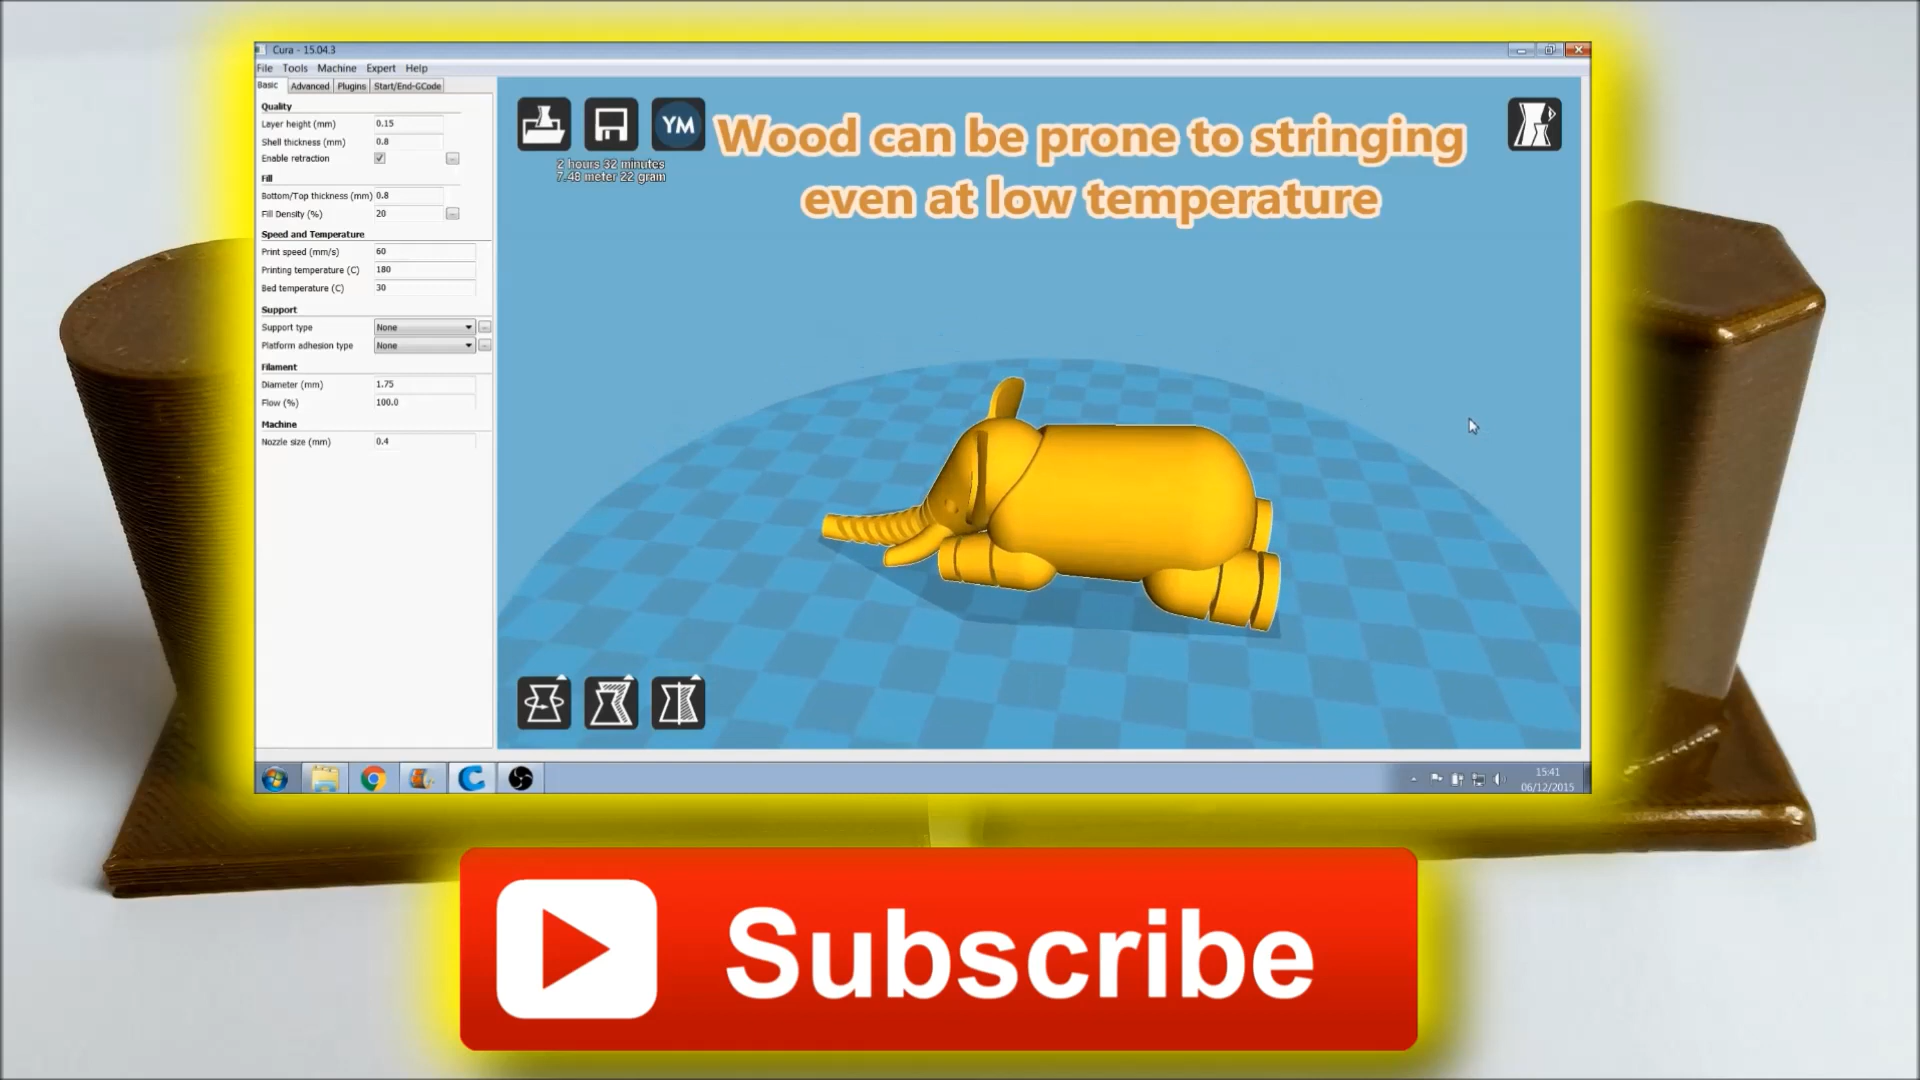 Cura - 15.04.3
File Tools Machine Expert Help
Basic Advanced Plugins Start/End-GCode
Quality
Layer height (mm) 0.15
Shell thickness (mm) 0.8
Enable retraction
Fill
Bottom/Top thickness (mm) 0.8
Fill Density (%) 20
Speed and Temperature
Print speed (mm/s) 60
Printing temperature (C) 180
Bed temperature (C) 30
Support
Support type None
Platform adhesion type None
Filament
Diameter (mm) 1.75
Flow (%) 100.0
Machine
Nozzle size (mm) 0.4
YM
2 hours 32 minutes
7.48 meter 22 gram
Wood can be prone to stringing
even at low temperature
15:41
06/12/2015
Subscribe